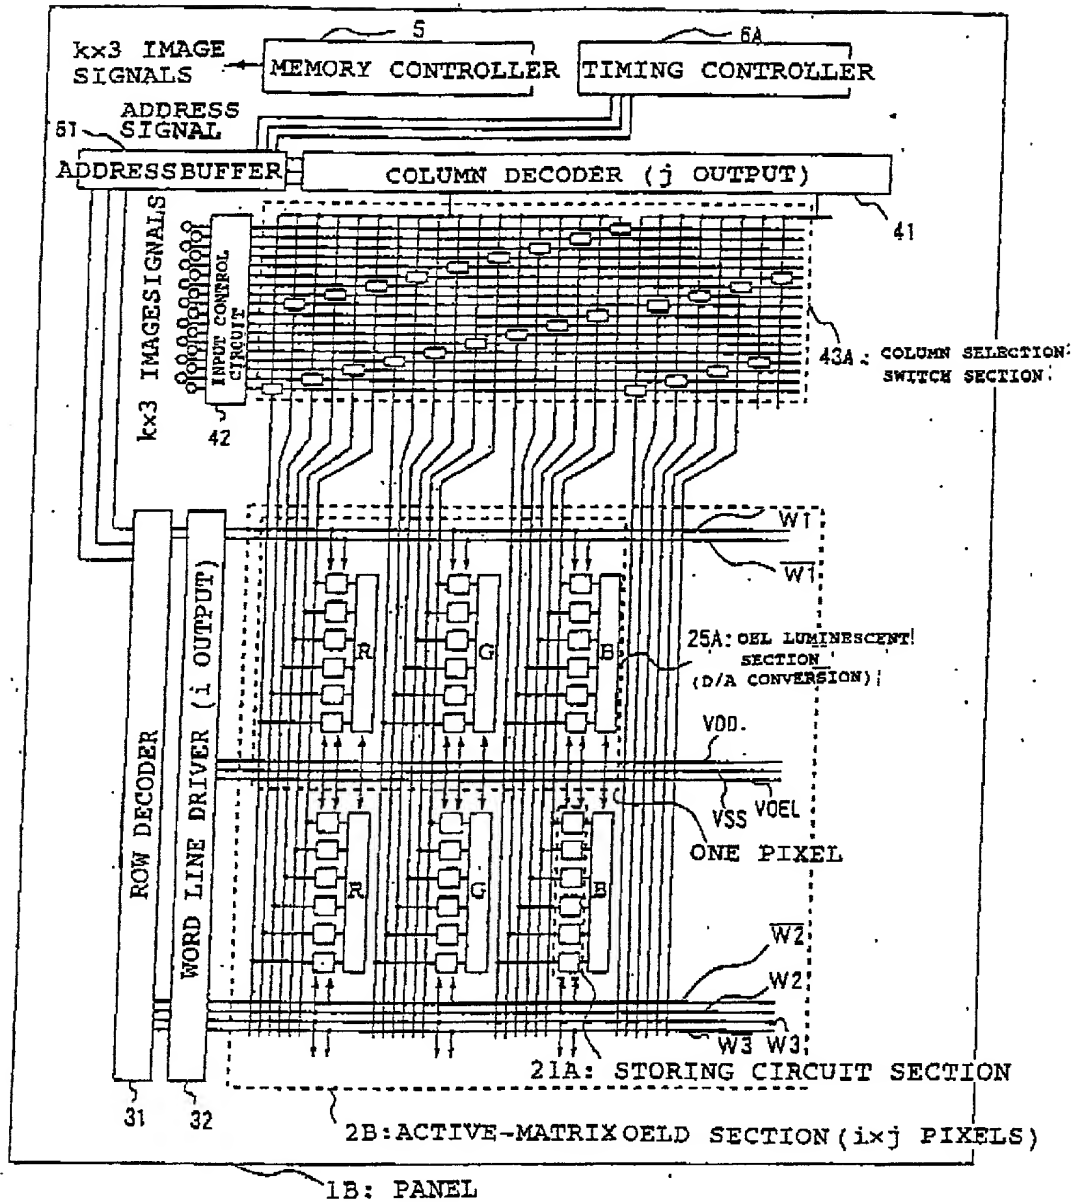 5
6A
kx3 IMAGE
SIGNALS
MEMORY CONTROLLER
TIMING CONTROLLER
ADDRESS
SIGNAL
ADDRESSBUFFER
COLUMN DECODER (j OUTPUT)
41
kx3 IMAGESIGNALS
INPUT CONTROL
CIRCUIT
42
43A: COLUMN SELECTION
SWITCH SECTION
W1
W1
R
G
B
25A: OEL LUMINESCENT
SECTION
(D/A CONVERSION)
VDD
VSS
VOEL
ONE PIXEL
R
G
B
ROW DECODER
WORD LINE DRIVER (i OUTPUT)
W2
W2
W3
W3
21A: STORING CIRCUIT SECTION
31
32
2B: ACTIVE-MATRIX OELD SECTION (ixj PIXELS)
1B: PANEL